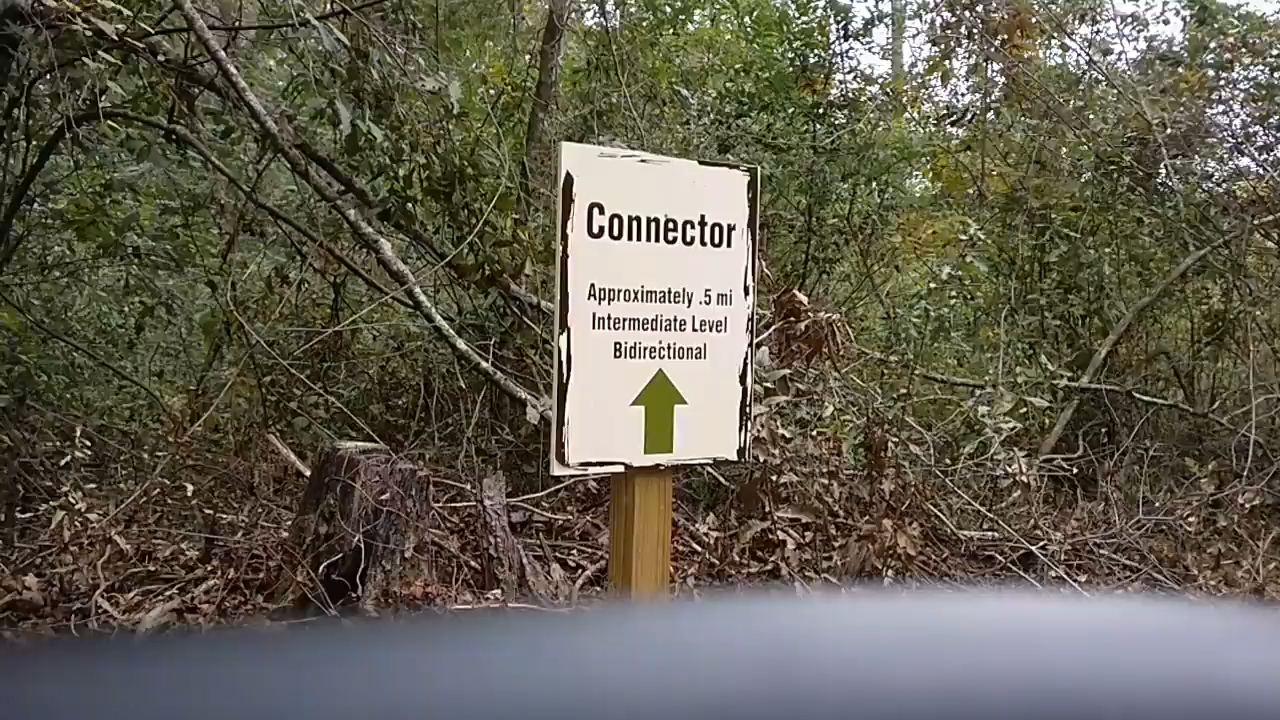 Connector
Approximately .5 mi
Intermediate Level
Bidirectional